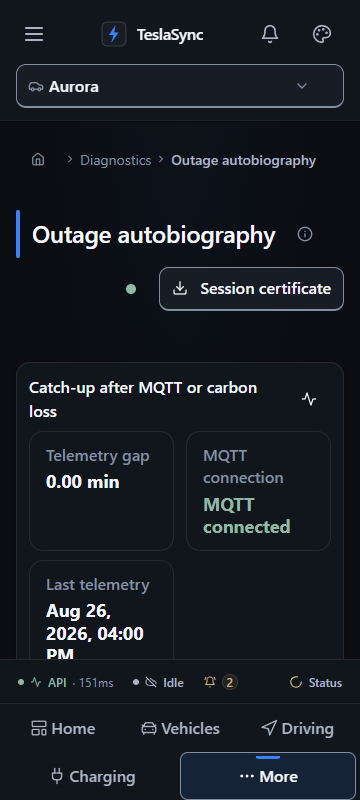 TeslaSync
Aurora
Diagnostics Outage autobiography
Outage autobiography
Session certificate
Catch-up after MQTT or carbon
loss
Telemetry gap
0.00 min
MQTT
connection
MQTT
connected
Last telemetry
Aug 26,
2026, 04:00
PM
API · 151ms Idle 2 Status
Home Vehicles Driving
Charging More